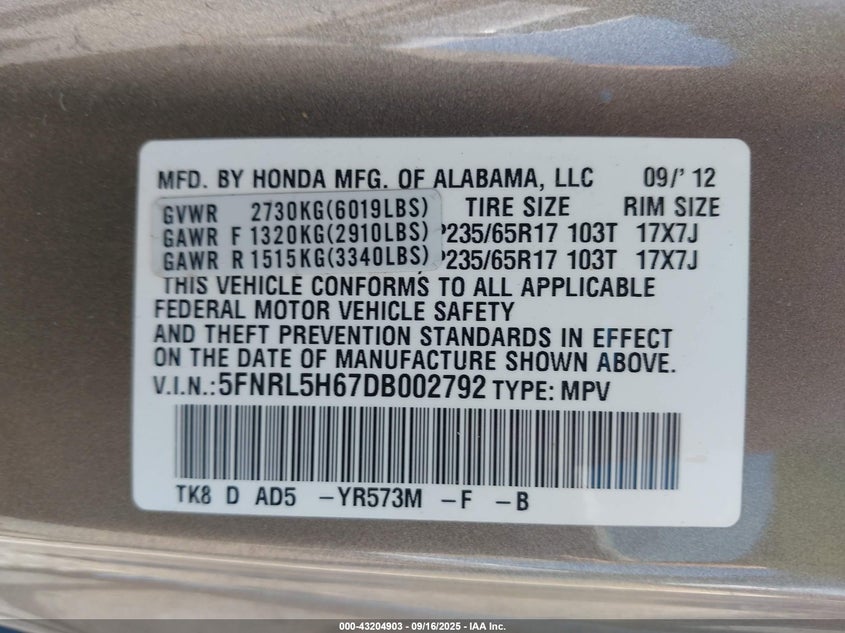 MFD. BY HONDA MFG. OF ALABAMA, LLC 09/' 12
GVWR 2730KG(6019LBS) TIRE SIZE RIM SIZE
GAWR F 1320KG(2910LBS) P235/65R17 103T 17X7J
GAWR R 1515KG(3340LBS) P235/65R17 103T 17X7J
THIS VEHICLE CONFORMS TO ALL APPLICABLE
FEDERAL MOTOR VEHICLE SAFETY
AND THEFT PREVENTION STANDARDS IN EFFECT
ON THE DATE OF MANUFACTURE SHOWN ABOVE.
V.I.N.: 5FNRL5H67DB002792 TYPE: MPV
TK8 D AD5 -YR573M -F -B
000-43204903 - 09/16/2025 - IAA Inc.